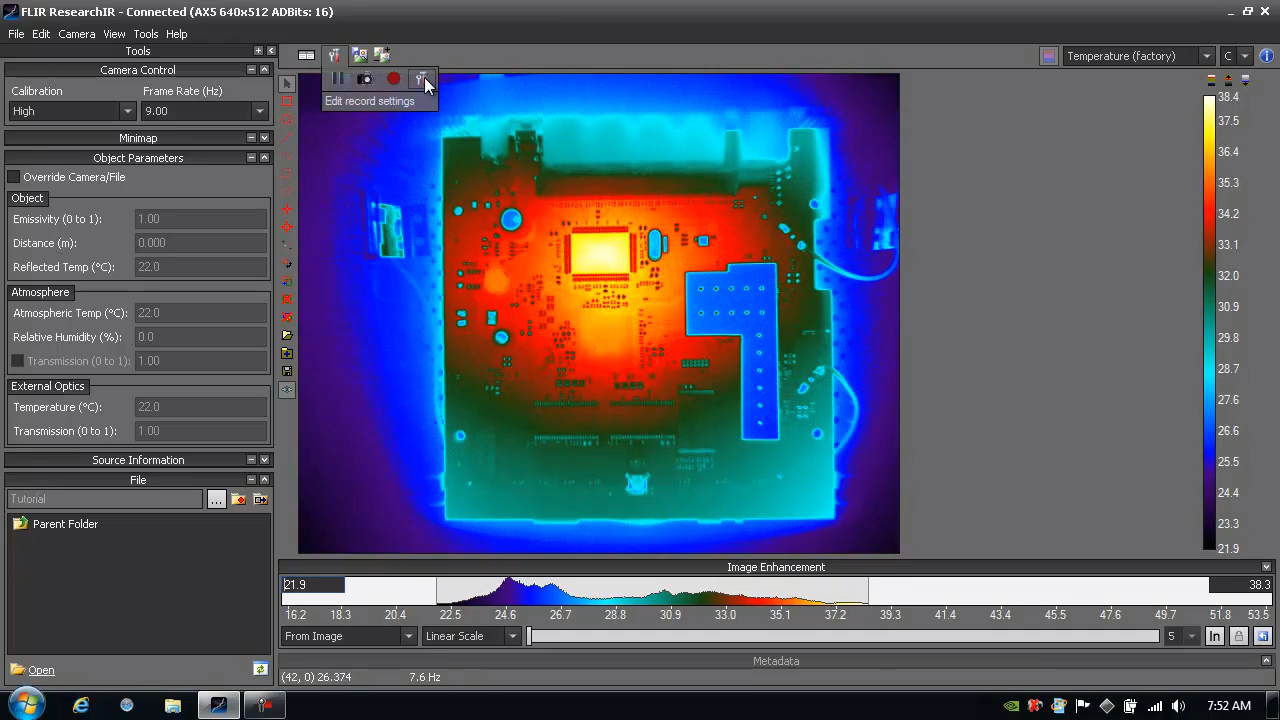 FLIR ResearchIR - Connected (AX5 640x512 ADBits: 16)
File Edit Camera View Tools Help
Tools
Temperature (factory)
C
Camera Control
Calibration Frame Rate (Hz)
High 9.00
Edit record settings
Minimap
Object Parameters
Override Camera/File
Object
Emissivity (0 to 1): 1.00
Distance (m): 0.000
Reflected Temp (°C): 22.0
Atmosphere
Atmospheric Temp (°C): 22.0
Relative Humidity (%): 0.0
Transmission (0 to 1): 1.00
External Optics
Temperature (°C): 22.0
Transmission (0 to 1): 1.00
Source Information
File
Tutorial ...
Parent Folder
Open
38.4
37.5
36.4
35.3
34.2
33.1
32.0
30.9
29.8
28.7
27.6
26.6
25.5
24.4
23.3
21.9
Image Enhancement
21.9 38.3
16.2 18.3 20.4 22.5 24.6 26.7 28.8 30.9 33.0 35.1 37.2 39.3 41.4 43.5 45.5 47.6 49.7 51.8 53.5
From Image Linear Scale 5 In
Metadata
(42, 0) 26.374 7.6 Hz
7:52 AM